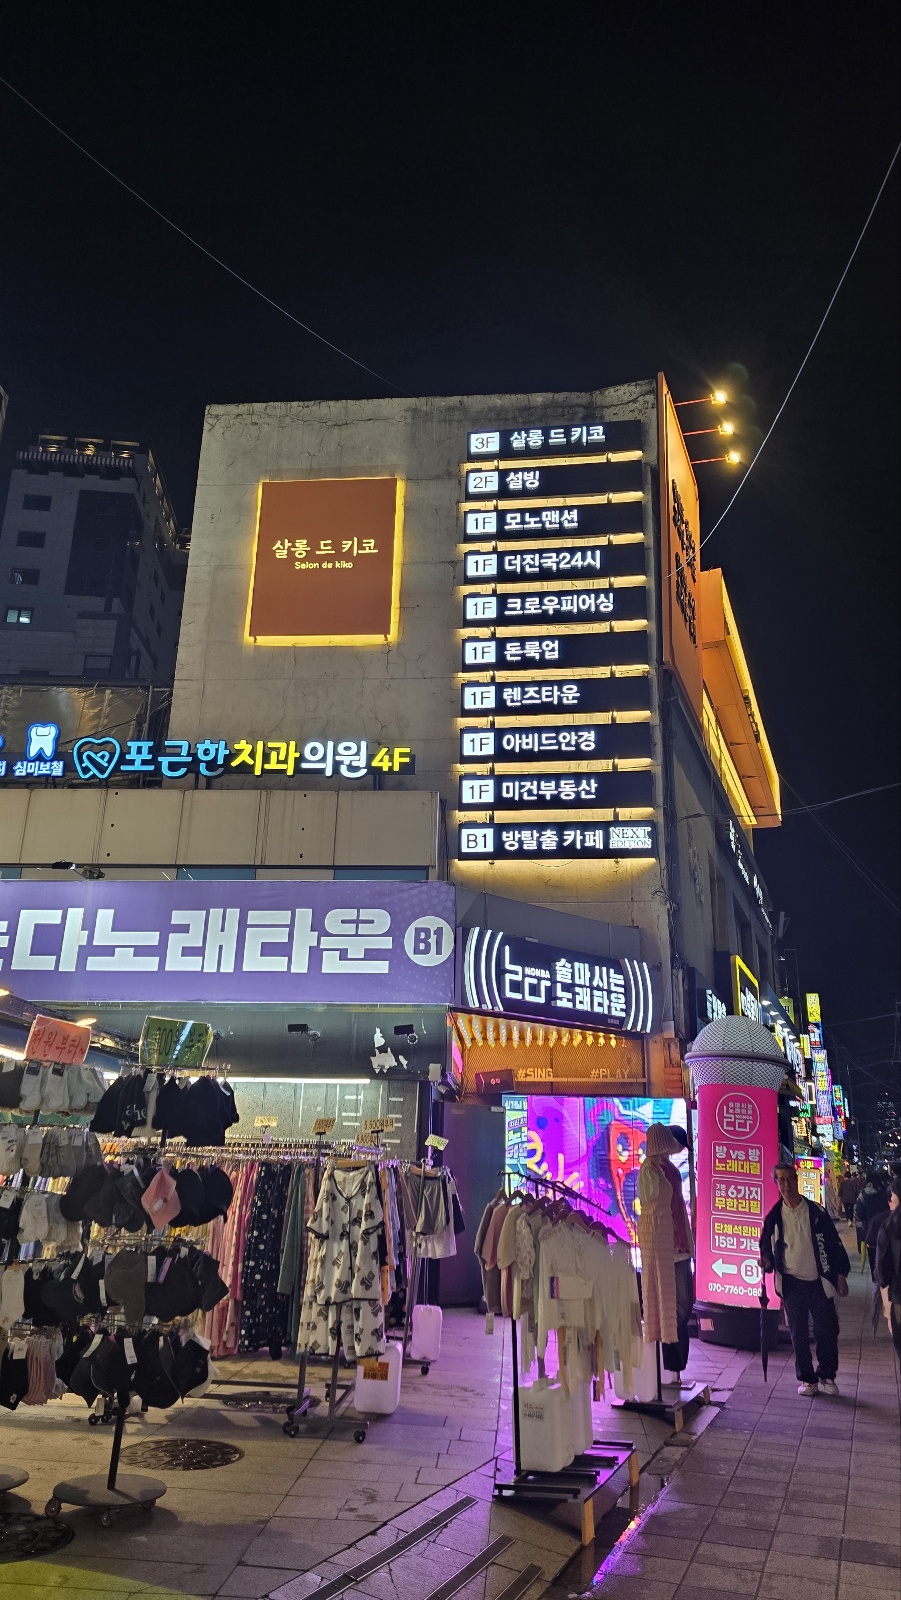 3F 살롱 드 키코
2F 설빙
1F 모노맨션
1F 더진국24시
1F 크로우피어싱
1F 돈룩업
1F 렌즈타운
1F 아비드안경
1F 미건부동산
B1 방탈출 카페 NEXT EDITION
살롱 드 키코
Salon de kiko
심미보철
포근한치과의원 4F
다노래타운 B1
논다 NONDA
술마시는
노래타운
#SING #PLAY
방 vs 방
노래대결
6가지
무한리필
단체석완비
15인 가능
B1
Kodak